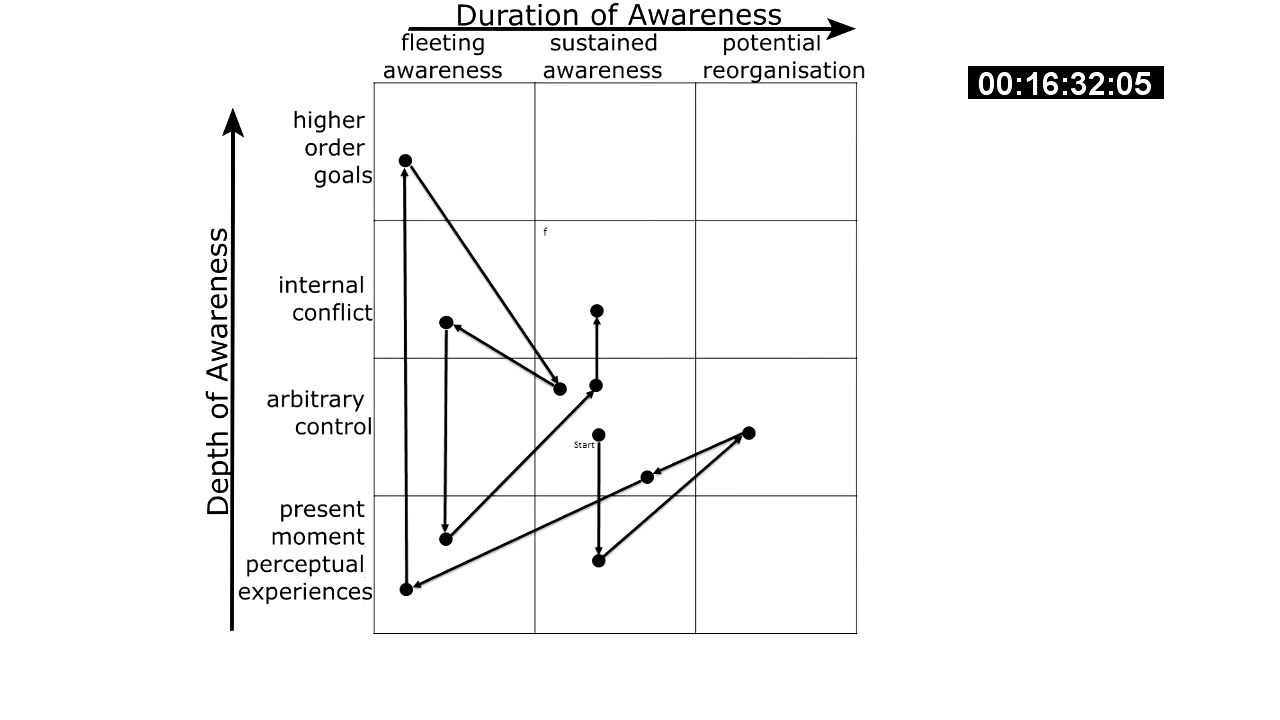 Duration of Awareness
fleeting awareness
sustained awareness
potential reorganisation
00:16:32:05
Depth of Awareness
higher
order
goals
f
internal
conflict
arbitrary
control
Start
present
moment
perceptual
experiences